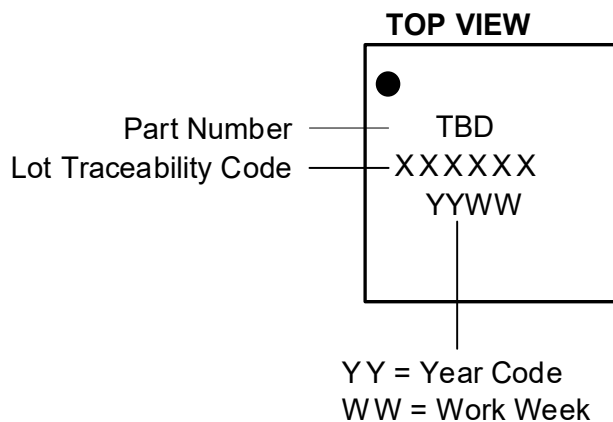 TOP VIEW
Part Number
TBD
Lot Traceability Code
XXXXXX
YYWW
YY = Year Code
WW = Work Week